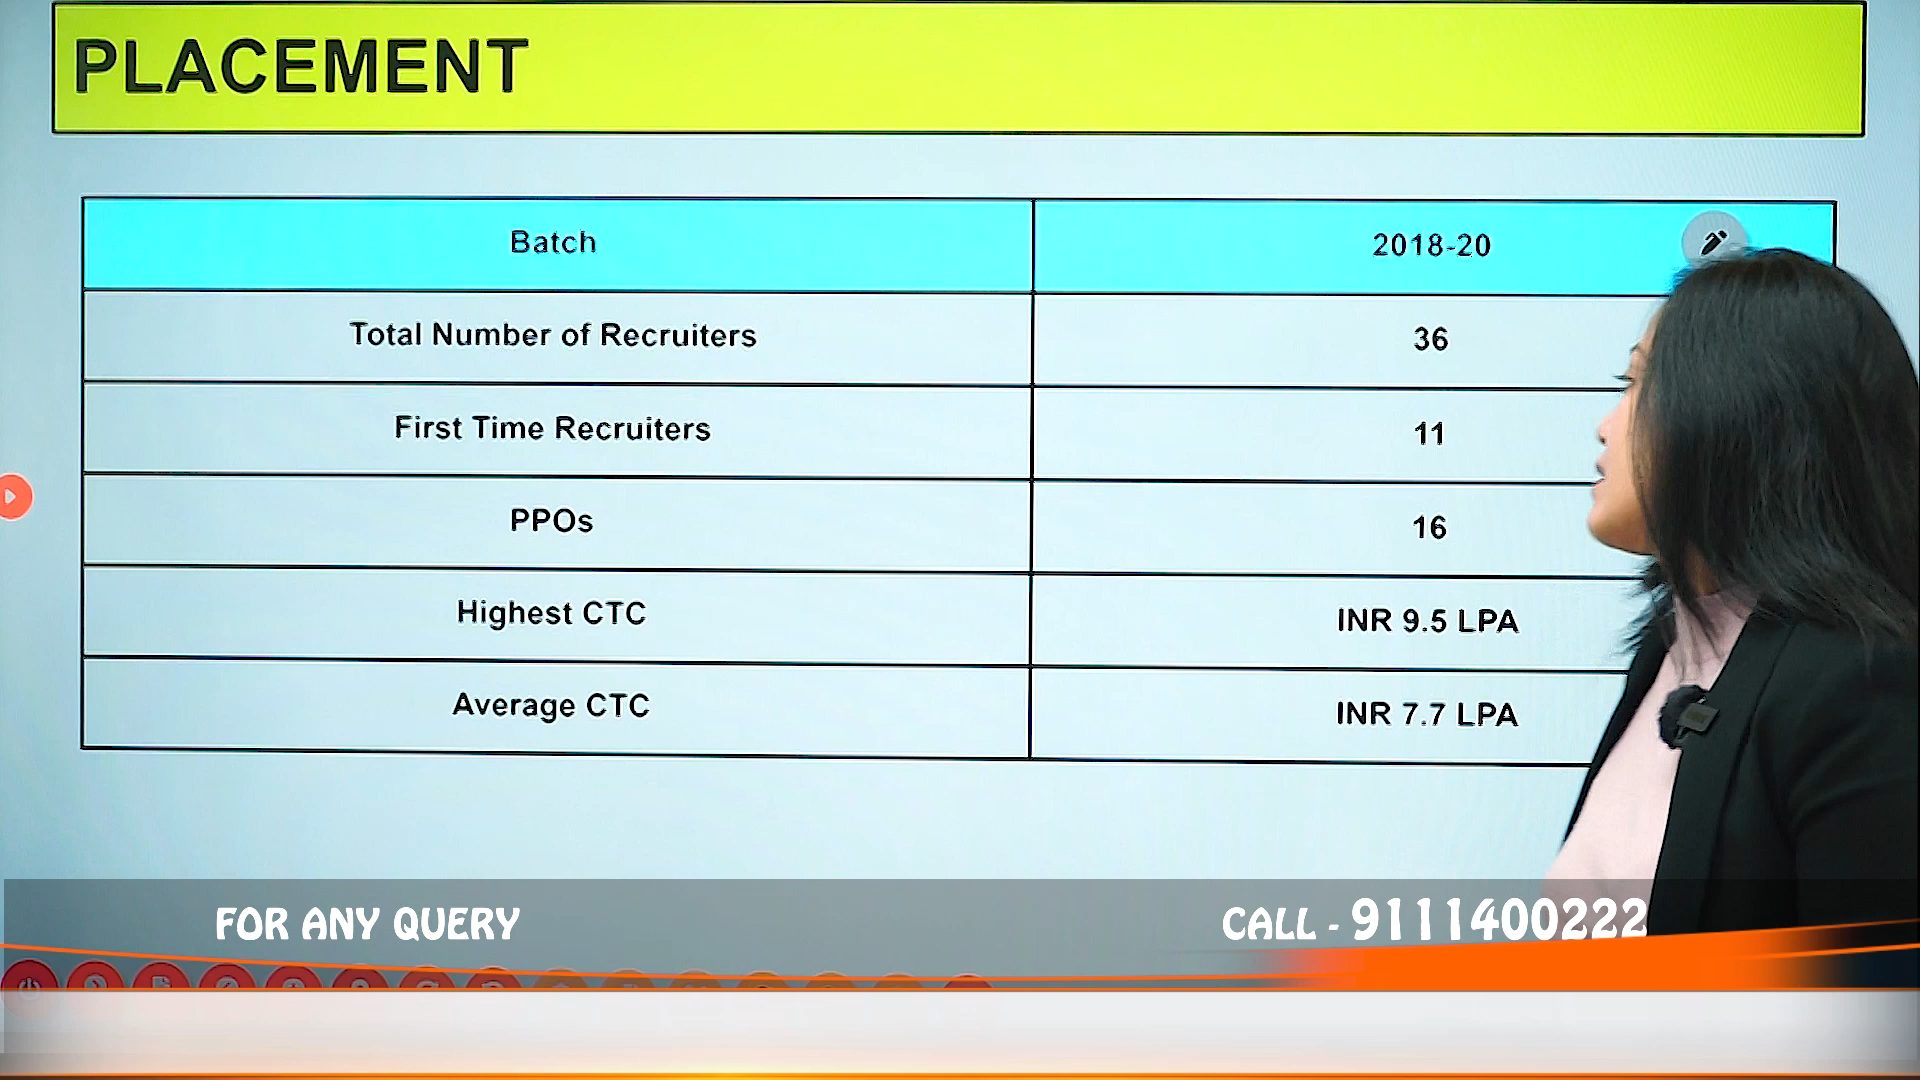 PLACEMENT
Batch 2018-20
Total Number of Recruiters 36
First Time Recruiters 11
PPOs 16
Highest CTC INR 9.5 LPA
Average CTC INR 7.7 LPA
FOR ANY QUERY CALL - 9111400222